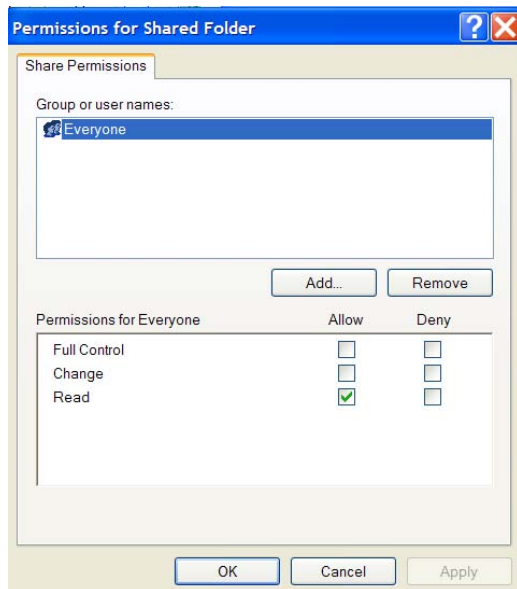 Permissions for Shared Folder
Share Permissions
Group or user names:
Everyone
Add... Remove
Permissions for Everyone Allow Deny
Full Control
Change
Read
OK Cancel Apply